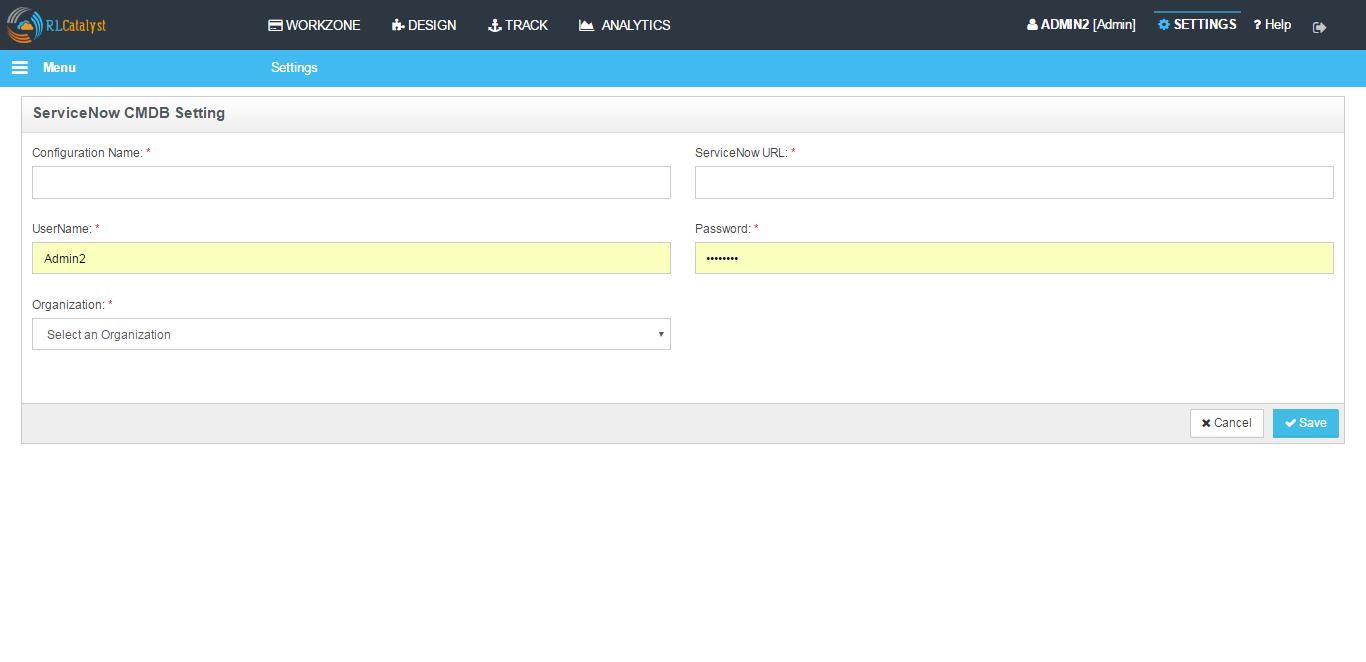 RLCatalyst WORKZONE DESIGN TRACK ANALYTICS ADMIN2 [Admin] SETTINGS ? Help
Menu Settings
ServiceNow CMDB Setting
Configuration Name: * ServiceNow URL: *
UserName: * Password: *
Admin2 ••••••••
Organization: *
Select an Organization
Cancel Save